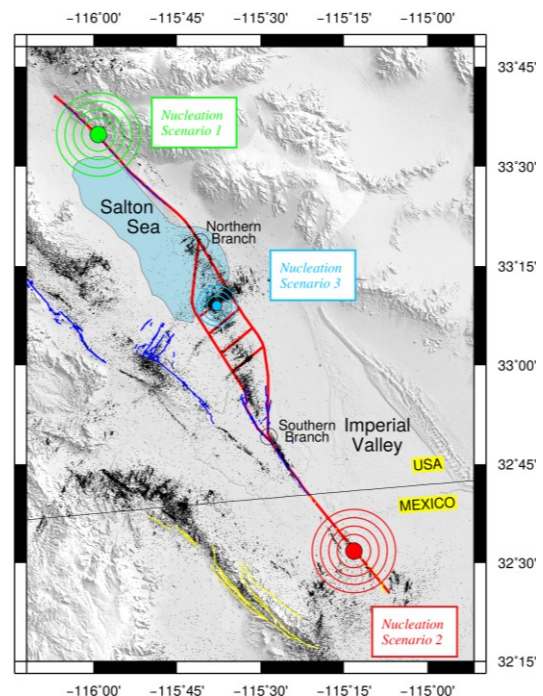 −116˚00' −115˚45' −115˚30' −115˚15' −115˚00'
33˚45'
Nucleation
Scenario 1
33˚30'
Salton
Sea
Northern
Branch
33˚15'
Nucleation
Scenario 3
33˚00'
Southern
Branch
Imperial
Valley
USA
32˚45'
MEXICO
32˚30'
Nucleation
Scenario 2
32˚15'
−116˚00' −115˚45' −115˚30' −115˚15' −115˚00'